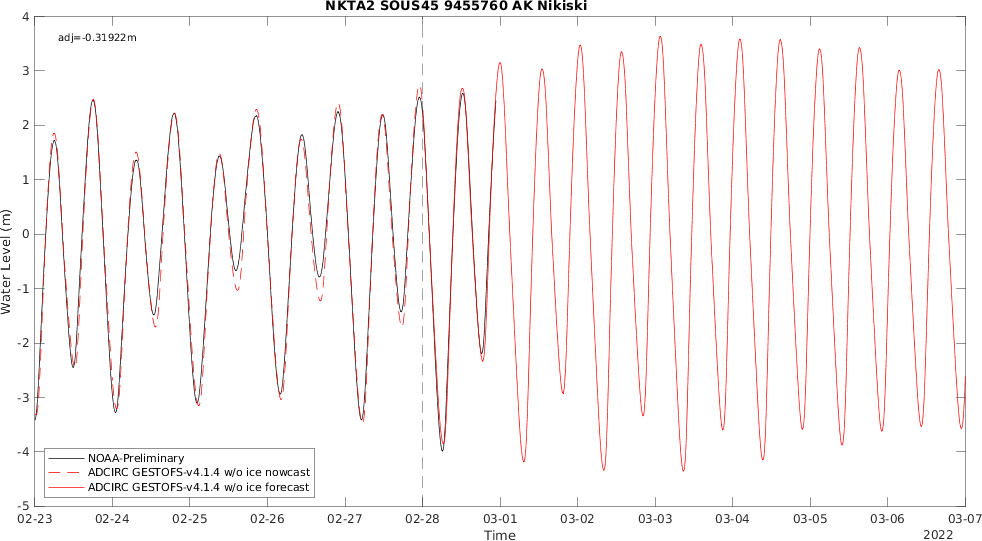 NKTA2 SOUS45 9455760 AK Nikiski
adj=-0.31922m
Water Level (m)
4
3
2
1
0
-1
-2
-3
-4
-5
NOAA-Preliminary
ADCIRC GESTOFS-v4.1.4 w/o ice nowcast
ADCIRC GESTOFS-v4.1.4 w/o ice forecast
02-23 02-24 02-25 02-26 02-27 02-28 03-01 03-02 03-03 03-04 03-05 03-06 03-07
Time
2022